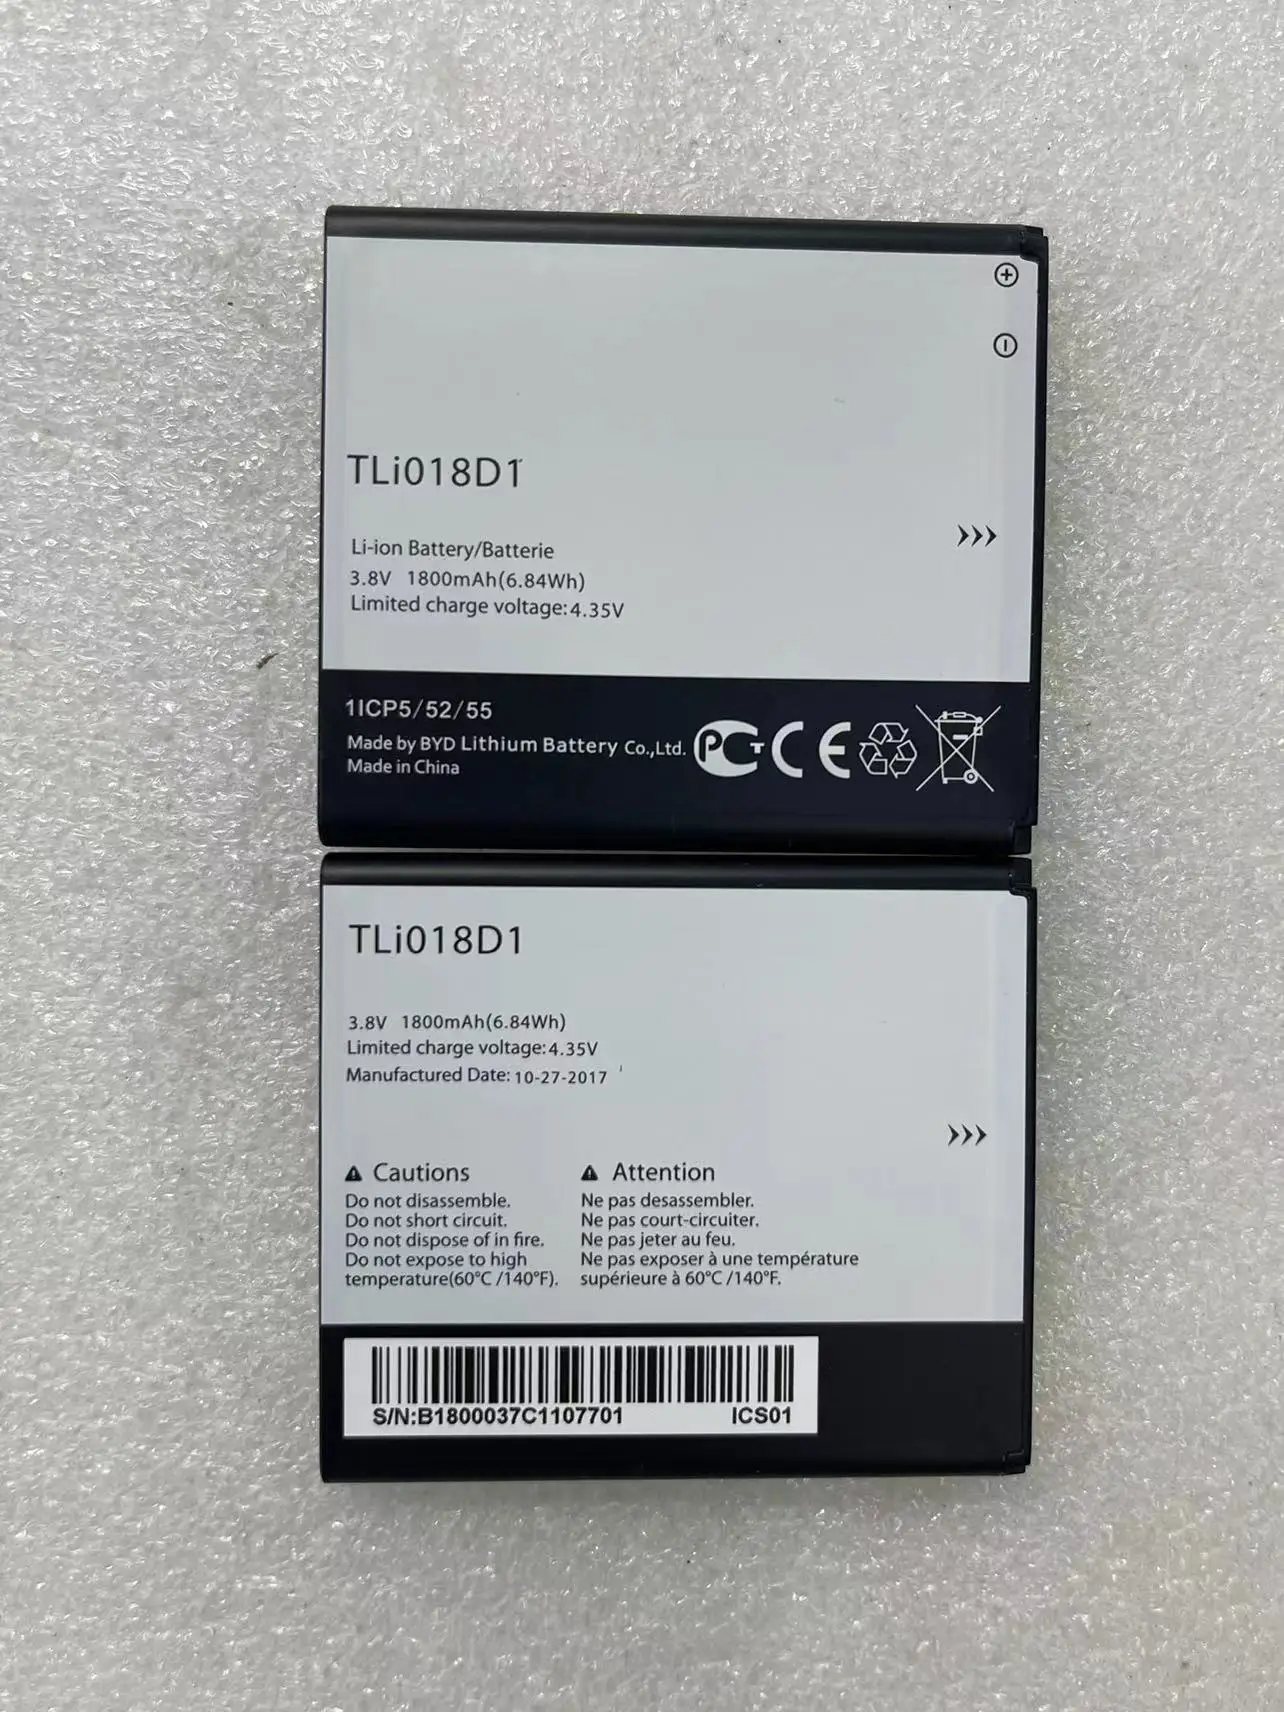 TLi018D1
Li-ion Battery/Batterie
3.8V 1800mAh(6.84Wh)
Limited charge voltage:4.35V
1ICP5/52/55
Made by BYD Lithium Battery Co.,Ltd.
Made in China
PCT CE
TLi018D1
3.8V 1800mAh(6.84Wh)
Limited charge voltage:4.35V
Manufactured Date: 10-27-2017
Cautions
Do not disassemble.
Do not short circuit.
Do not dispose of in fire.
Do not expose to high
temperature(60°C /140°F).
Attention
Ne pas desassembler.
Ne pas court-circuiter.
Ne pas jeter au feu.
Ne pas exposer à une température
supérieure à 60°C /140°F.
S/N:B1800037C1107701 ICS01